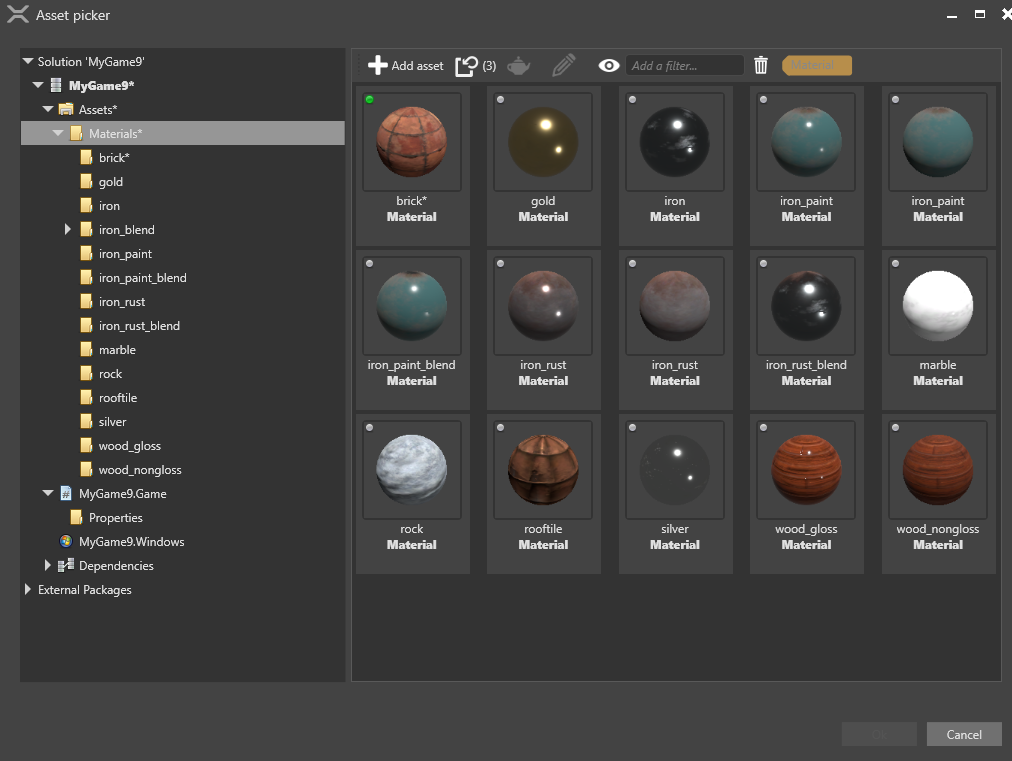 Asset picker
Solution 'MyGame9'
MyGame9*
Assets*
Materials*
brick*
gold
iron
iron_blend
iron_paint
iron_paint_blend
iron_rust
iron_rust_blend
marble
rock
rooftile
silver
wood_gloss
wood_nongloss
MyGame9.Game
Properties
MyGame9.Windows
Dependencies
External Packages
Add asset (3) Add a filter... Material
brick* gold iron iron_paint iron_paint
Material Material Material Material Material
iron_paint_blend iron_rust iron_rust iron_rust_blend marble
Material Material Material Material Material
rock rooftile silver wood_gloss wood_nongloss
Material Material Material Material Material
Ok Cancel